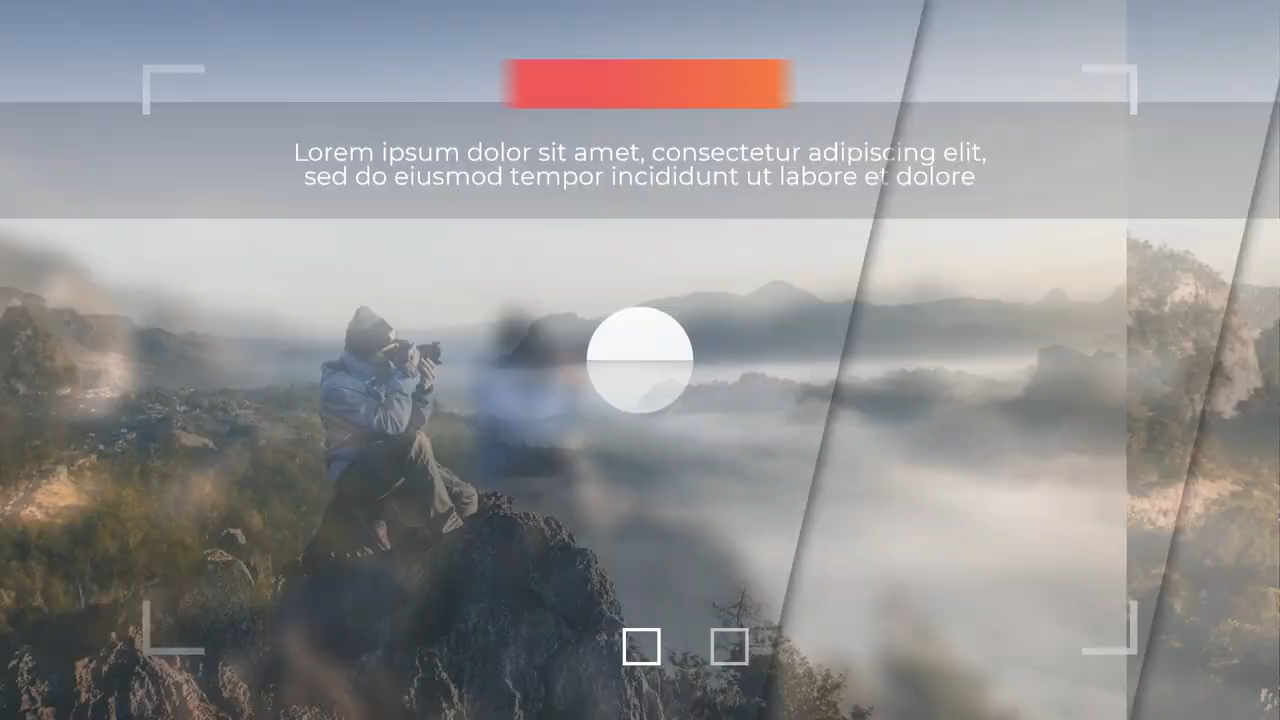 Lorem ipsum dolor sit amet, consectetur adipiscing elit,
sed do eiusmod tempor incididunt ut labore et dolore